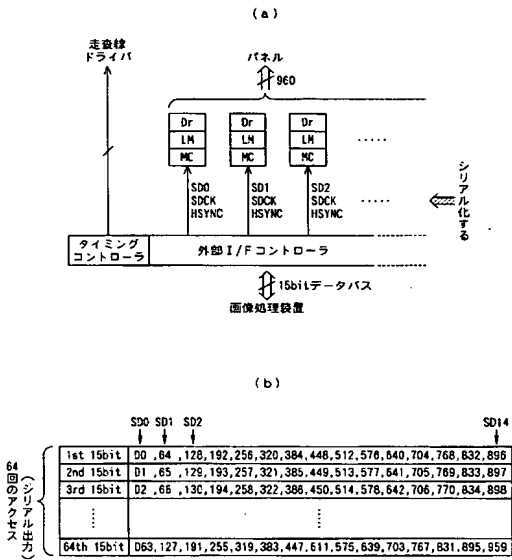 (a)
走査線
ドライバ
パネル
960
Dr
LM
MC
Dr
LM
MC
Dr
LM
MC
.....
SD0
SDCK
HSYNC
SD1
SDCK
HSYNC
SD2
SDCK
HSYNC
.....
シリアル化する
タイミング
コントローラ
外部I/Fコントローラ
15bitデータバス
画像処理装置
(b)
SD0 SD1 SD2 SD14
64回のアクセス
(シリアル出力)
1st 15bit D0 ,64 ,128,192,256,320,384,448,512,576,640,704,768,832,896
2nd 15bit D1 ,65 ,129,193,257,321,385,449,513,577,641,705,769,833,897
3rd 15bit D2 ,66 ,130,194,258,322,386,450,514,578,642,706,770,834,898
64th 15bit D63,127,191,255,319,383,447,511,575,639,703,767,831,895,959